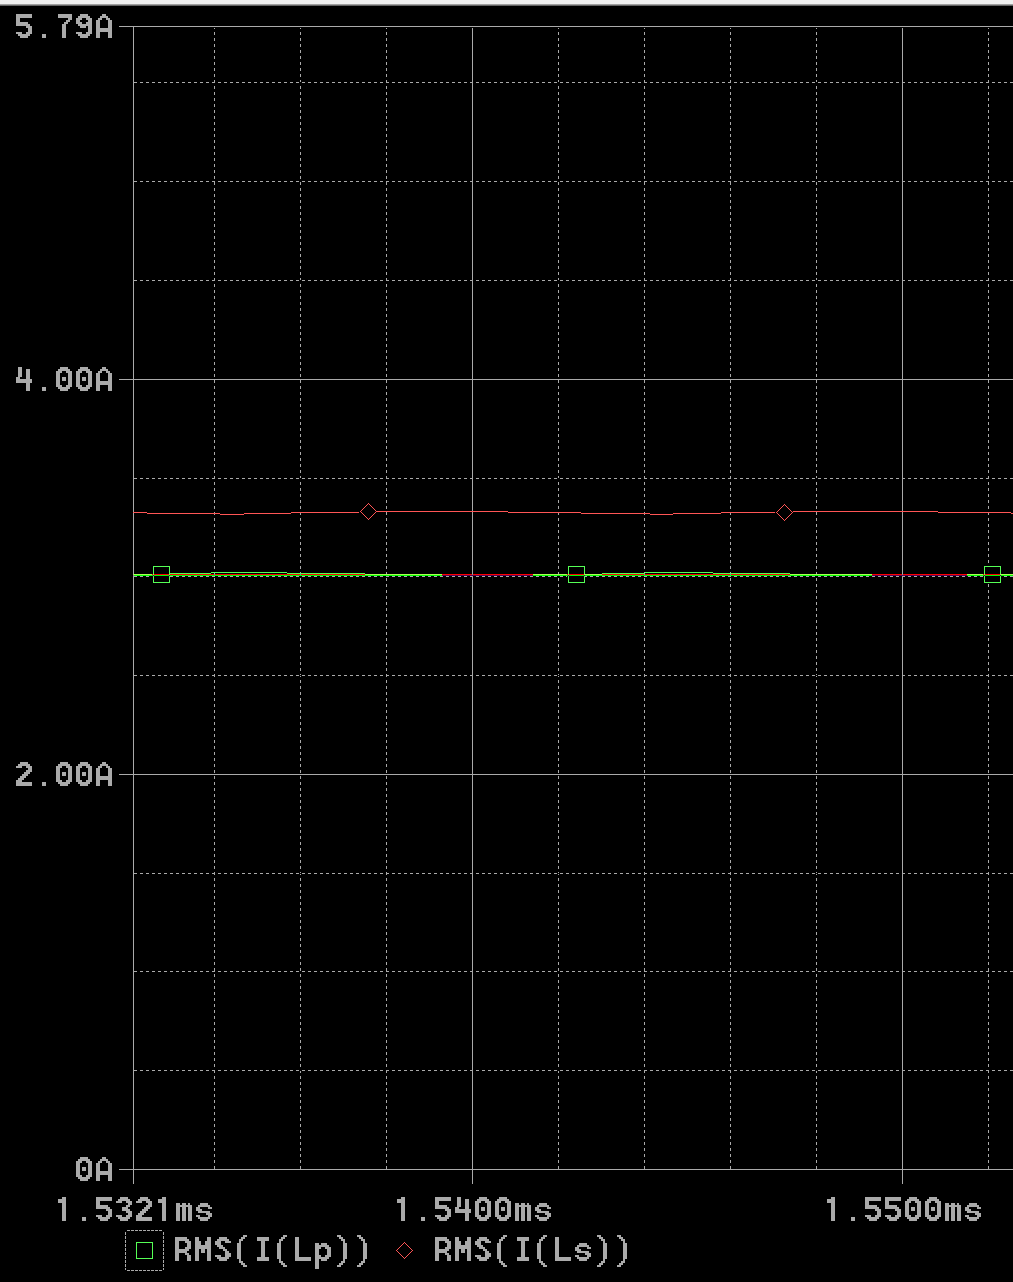 5.79A
4.00A
2.00A
0A
1.5321ms 1.5400ms 1.5500ms
RMS(I(Lp)) RMS(I(Ls))